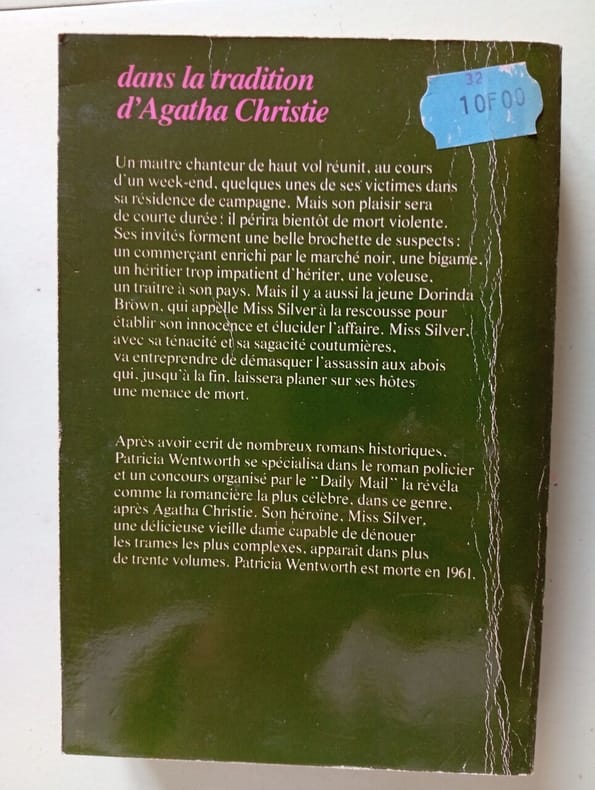 dans la tradition
d'Agatha Christie
32
10F00
Un maître chanteur de haut vol réunit, au cours
d'un week-end, quelques unes de ses victimes dans
sa résidence de campagne. Mais son plaisir sera
de courte durée : il périra bientôt de mort violente.
Ses invités forment une belle brochette de suspects :
un commerçant enrichi par le marché noir, une bigame,
un héritier trop impatient d'hériter, une voleuse,
un traître à son pays. Mais il y a aussi la jeune Dorinda
Brown, qui appelle Miss Silver à la rescousse pour
établir son innocence et élucider l'affaire. Miss Silver,
avec sa ténacité et sa sagacité coutumières,
va entreprendre de démasquer l'assassin aux abois
qui, jusqu'à la fin, laissera planer sur ses hôtes
une menace de mort.
Après avoir ecrit de nombreux romans historiques,
Patricia Wentworth se spécialisa dans le roman policier
et un concours organisé par le "Daily Mail" la révéla
comme la romancière la plus célèbre, dans ce genre,
après Agatha Christie. Son héroïne, Miss Silver,
une délicieuse vieille dame capable de dénouer
les trames les plus complexes, apparaît dans plus
de trente volumes. Patricia Wentworth est morte en 1961.